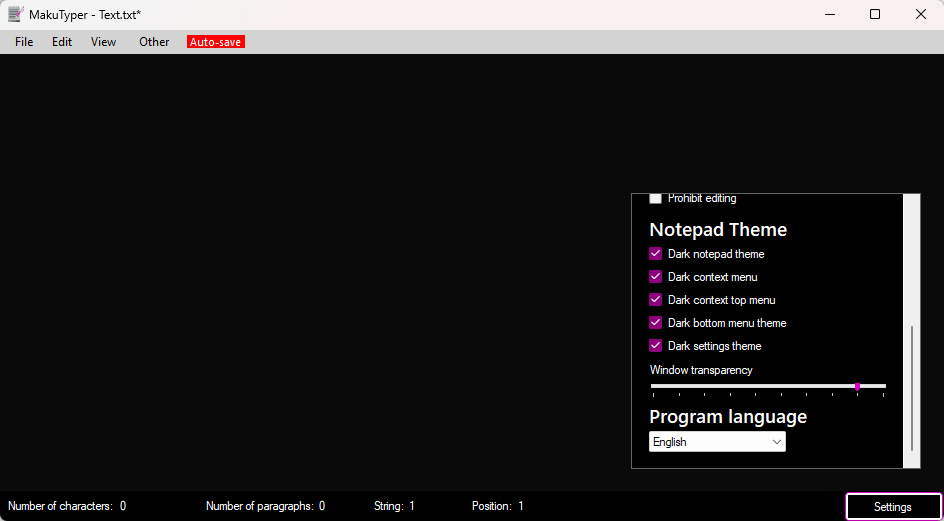 MakuTyper - Text.txt*
File Edit View Other Auto-save
Prohibit editing
Notepad Theme
Dark notepad theme
Dark context menu
Dark context top menu
Dark bottom menu theme
Dark settings theme
Window transparency
Program language
English
Number of characters: 0 Number of paragraphs: 0 String: 1 Position: 1 Settings